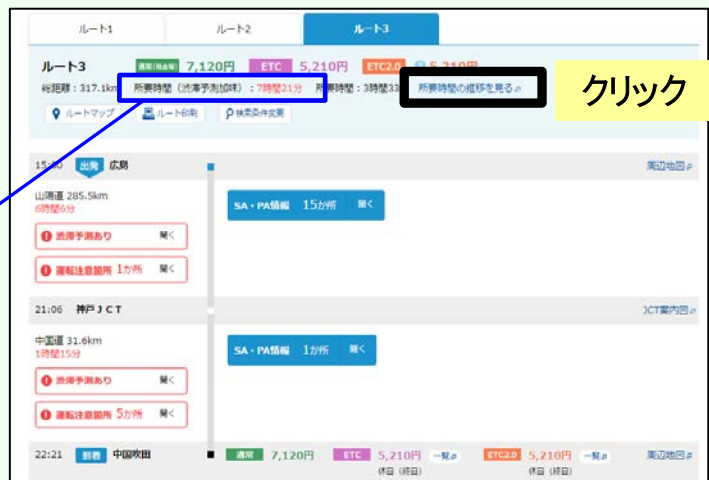 ルート1 ルート2 ルート3
ルート3 通常(総合省) 7,120円 ETC 5,210円 ETC2.0 5,210円
総距離:317.1km 所要時間(渋滞予測加味):7時間21分 所要時間:3時間33 所要時間の推移を見る
クリック
ルートマップ ルート印刷 検索条件変更
出発 広島 周辺地図
山陽道 285.5km
6時間6分
SA・PA情報 15か所 開く
渋滞予測あり 開く
運転注意箇所 1か所 開く
21:06 神戸JCT JCT案内図
中国道 31.6km
1時間15分
SA・PA情報 1か所 開く
渋滞予測あり 開く
運転注意箇所 5か所 開く
22:21 到着 中国吹田 通常 7,120円 ETC 5,210円 一覧 ETC2.0 5,210円 一覧 周辺地図
休日(終日) 休日(終日)